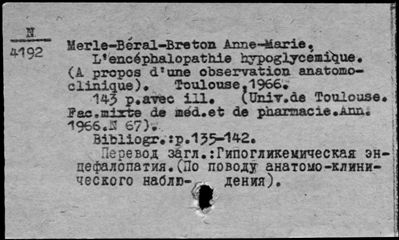 N
4192
Merle-Béral-Breton Anne-Marie.
L'encéphalopathie hypoglycémique.
(A propos d'une observation anatomo-
clinique). Toulouse,1966.
143 p.avec ill. (Univ.de Toulouse.
Fac.mixte de méd.et de pharmacie.Ann.
1966.N 67).
Bibliogr.:p.135-142.
Перевод загл.:Гипогликемическая эн-
цефалопатия.(По поводу анатомо-клини-
ческого наблю- дения).